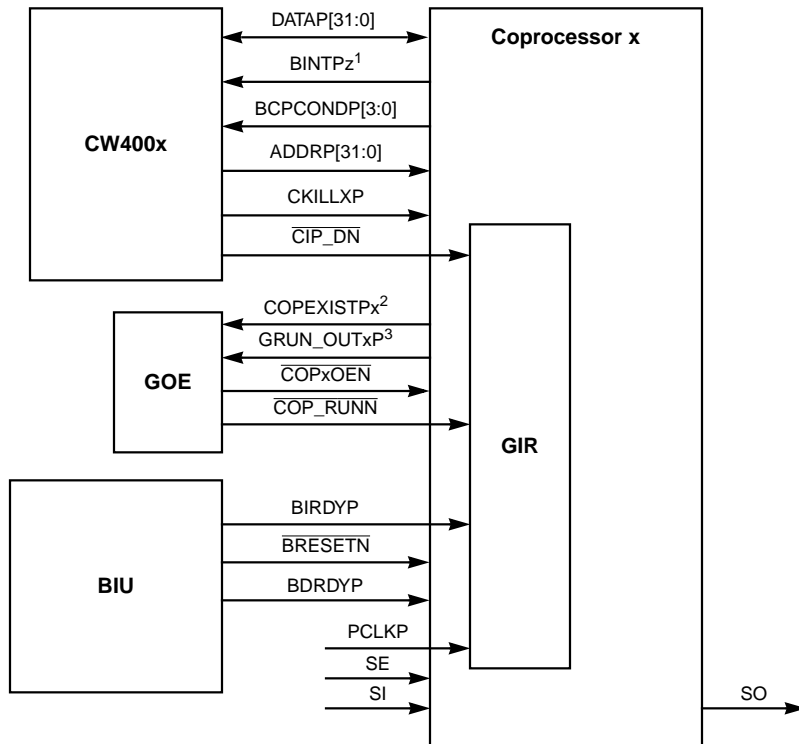 DATAP[31:0]
Coprocessor x
BINTPz¹
BCPCONDP[3:0]
CW400x
ADDRP[31:0]
CKILLXP
CIP_DN
COPEXISTPx²
GRUN_OUTxP³
GOE
COPxOEN
COP_RUNN
GIR
BIRDYP
BRESETN
BIU
BDRDYP
PCLKP
SE
SI
SO